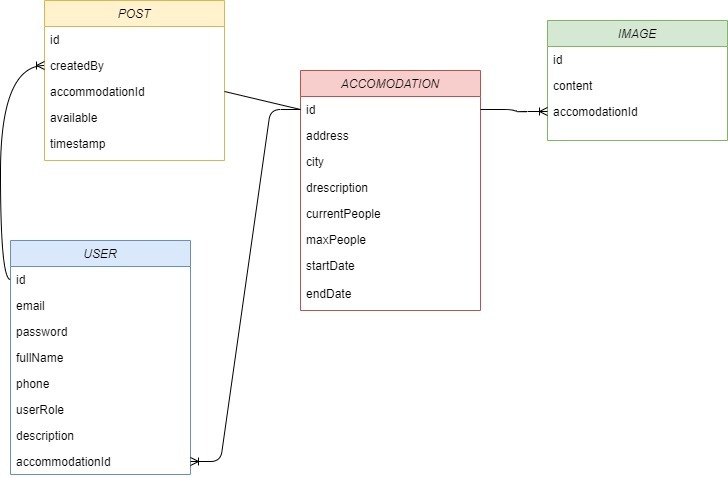 POST
id
createdBy
accommodationId
available
timestamp
ACCOMODATION
id
address
city
drescription
currentPeople
maxPeople
startDate
endDate
IMAGE
id
content
accomodationId
USER
id
email
password
fullName
phone
userRole
description
accommodationId